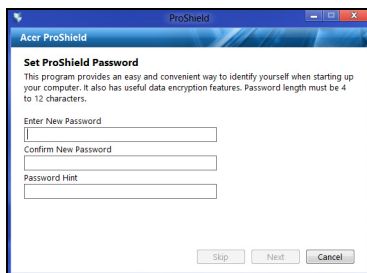 ProShield
Acer ProShield
Set ProShield Password
This program provides an easy and convenient way to identify yourself when starting up
your computer. It also has useful data encryption features. Password length must be 4
to 12 characters.
Enter New Password
Confirm New Password
Password Hint
Skip
Next
Cancel